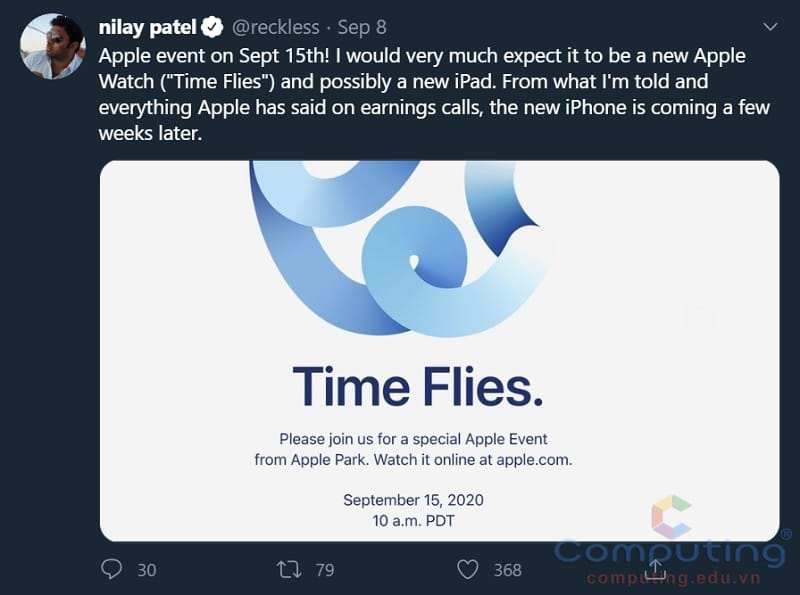 nilay patel @reckless · Sep 8
Apple event on Sept 15th! I would very much expect it to be a new Apple
Watch ("Time Flies") and possibly a new iPad. From what I'm told and
everything Apple has said on earnings calls, the new iPhone is coming a few
weeks later.
Time Flies.
Please join us for a special Apple Event
from Apple Park. Watch it online at apple.com.
September 15, 2020
10 a.m. PDT
30 79 368
Computing®
computing.edu.vn